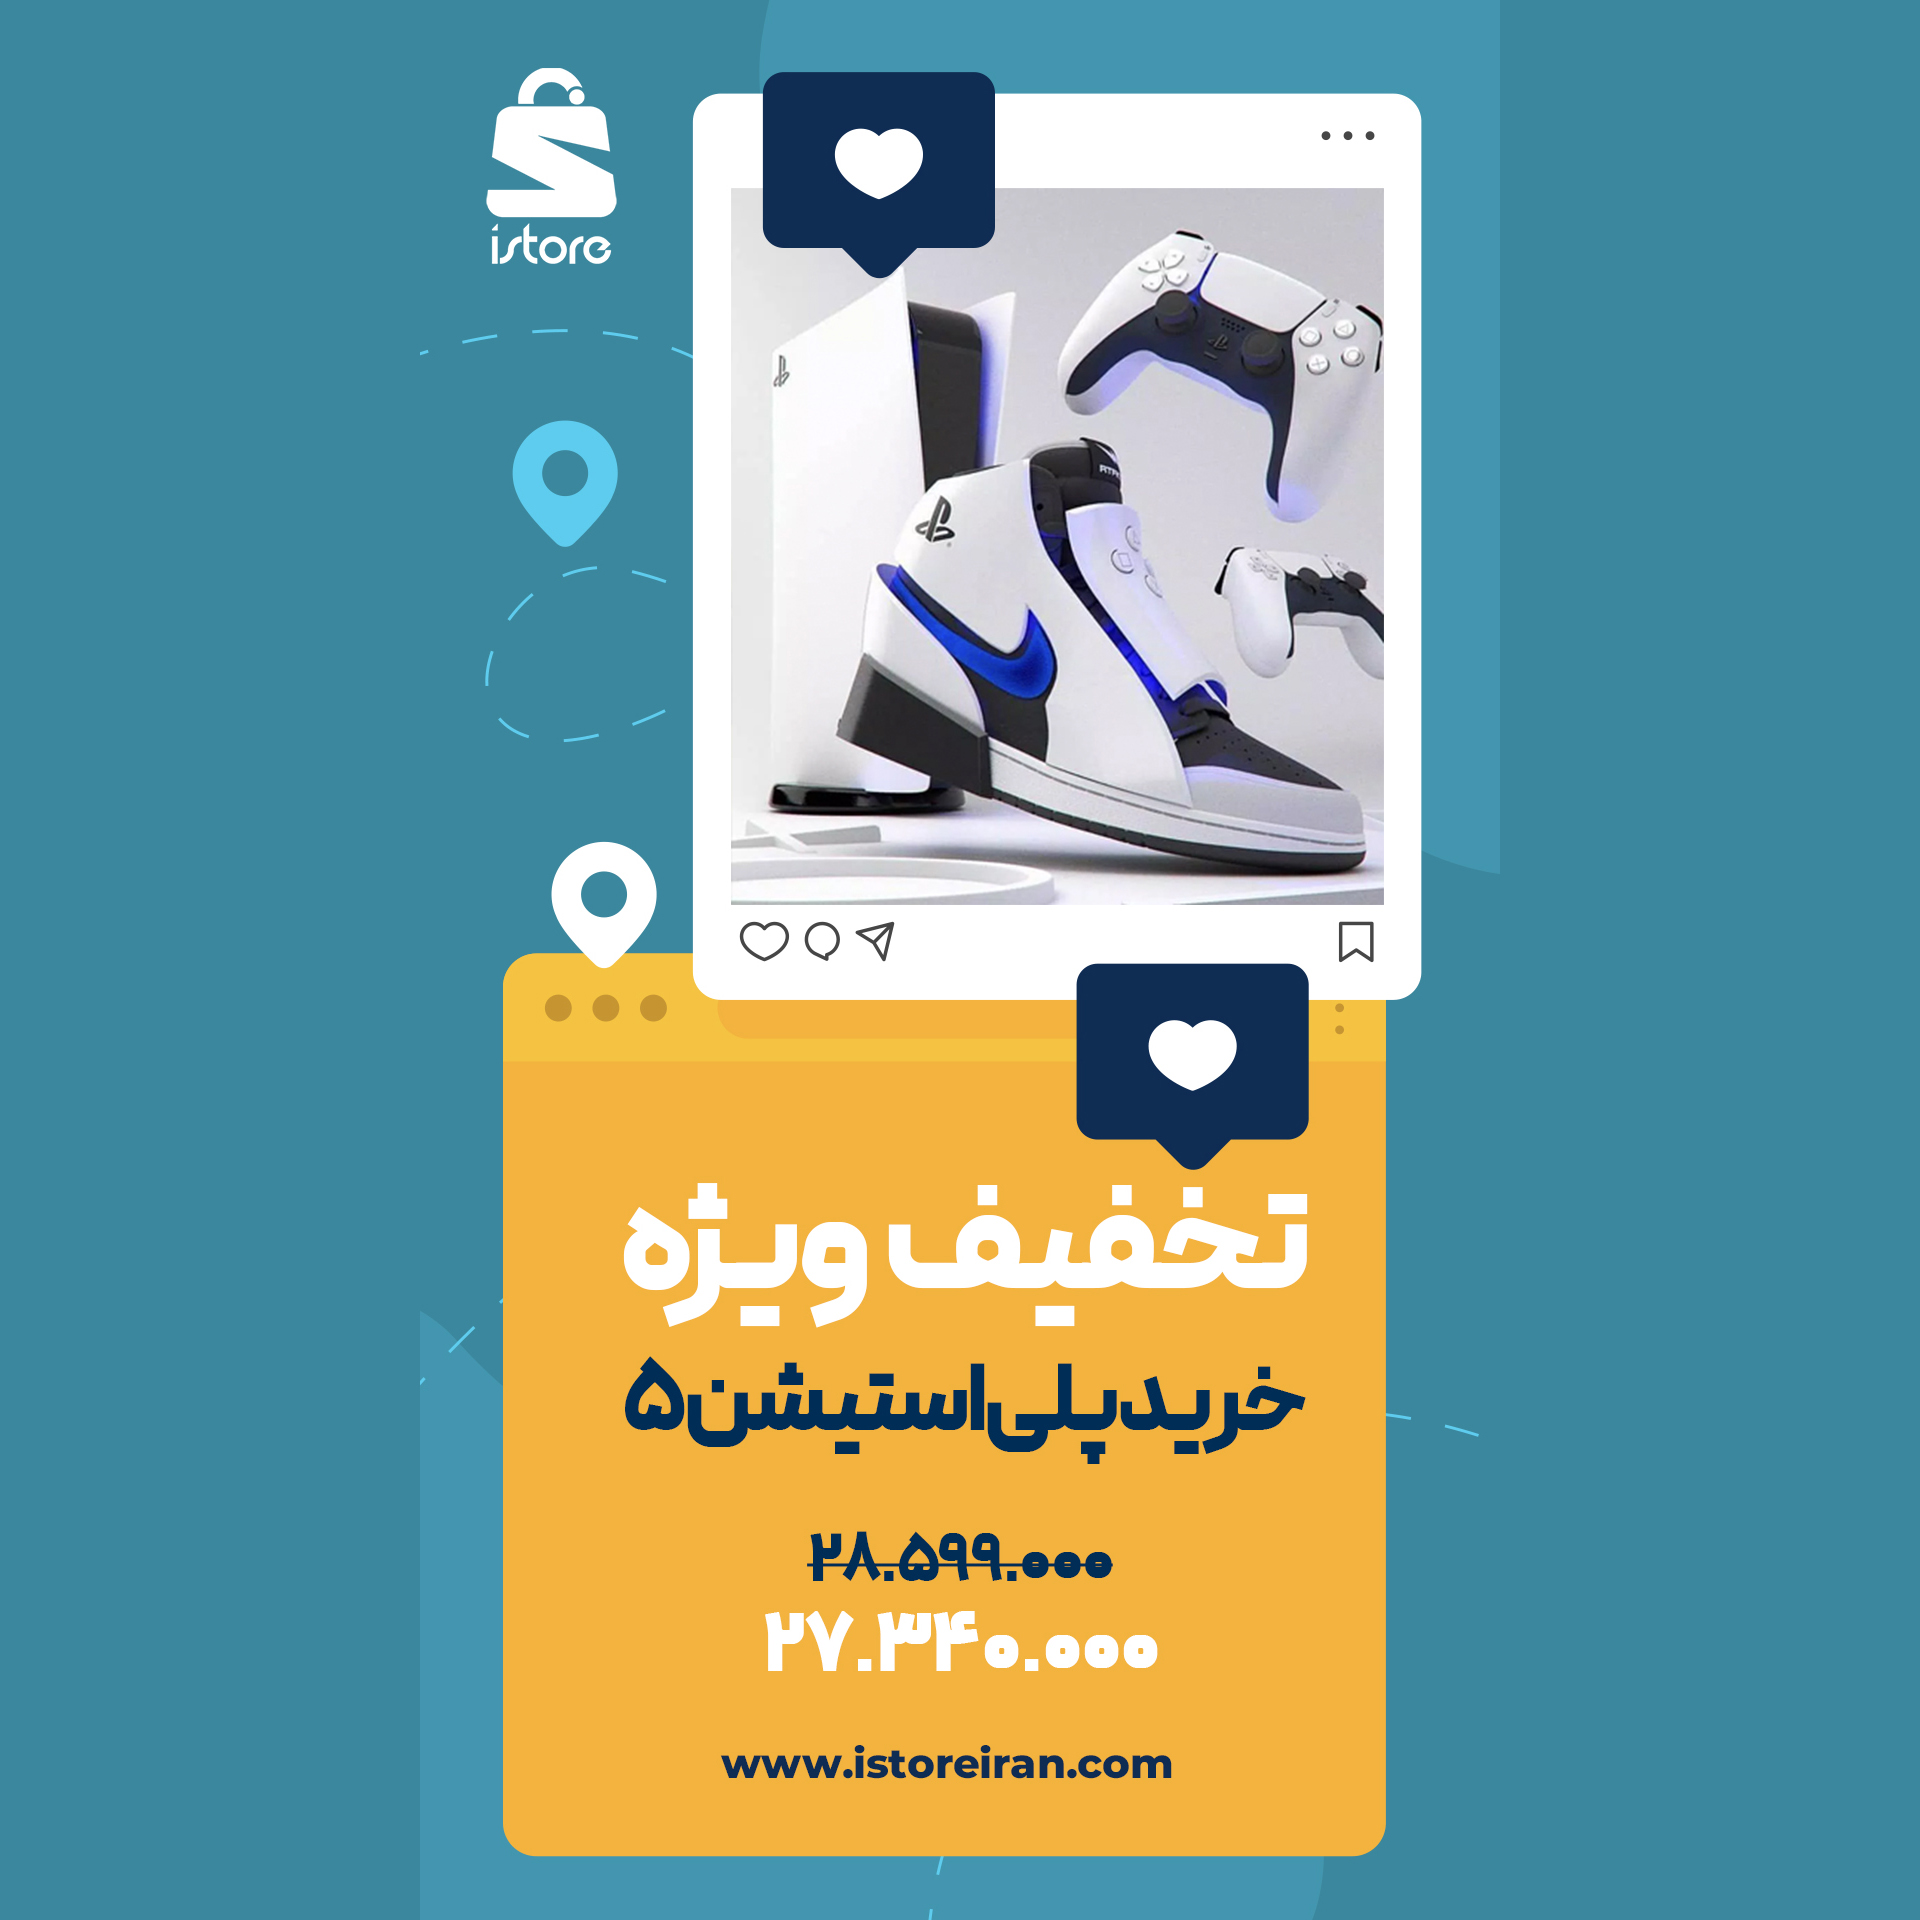 istore
تخفیف ویژه
خرید پلی استیشن ۵
۲۸.۵۹۹.۰۰۰
۲۷.۳۴۰.۰۰۰
www.istoreiran.com